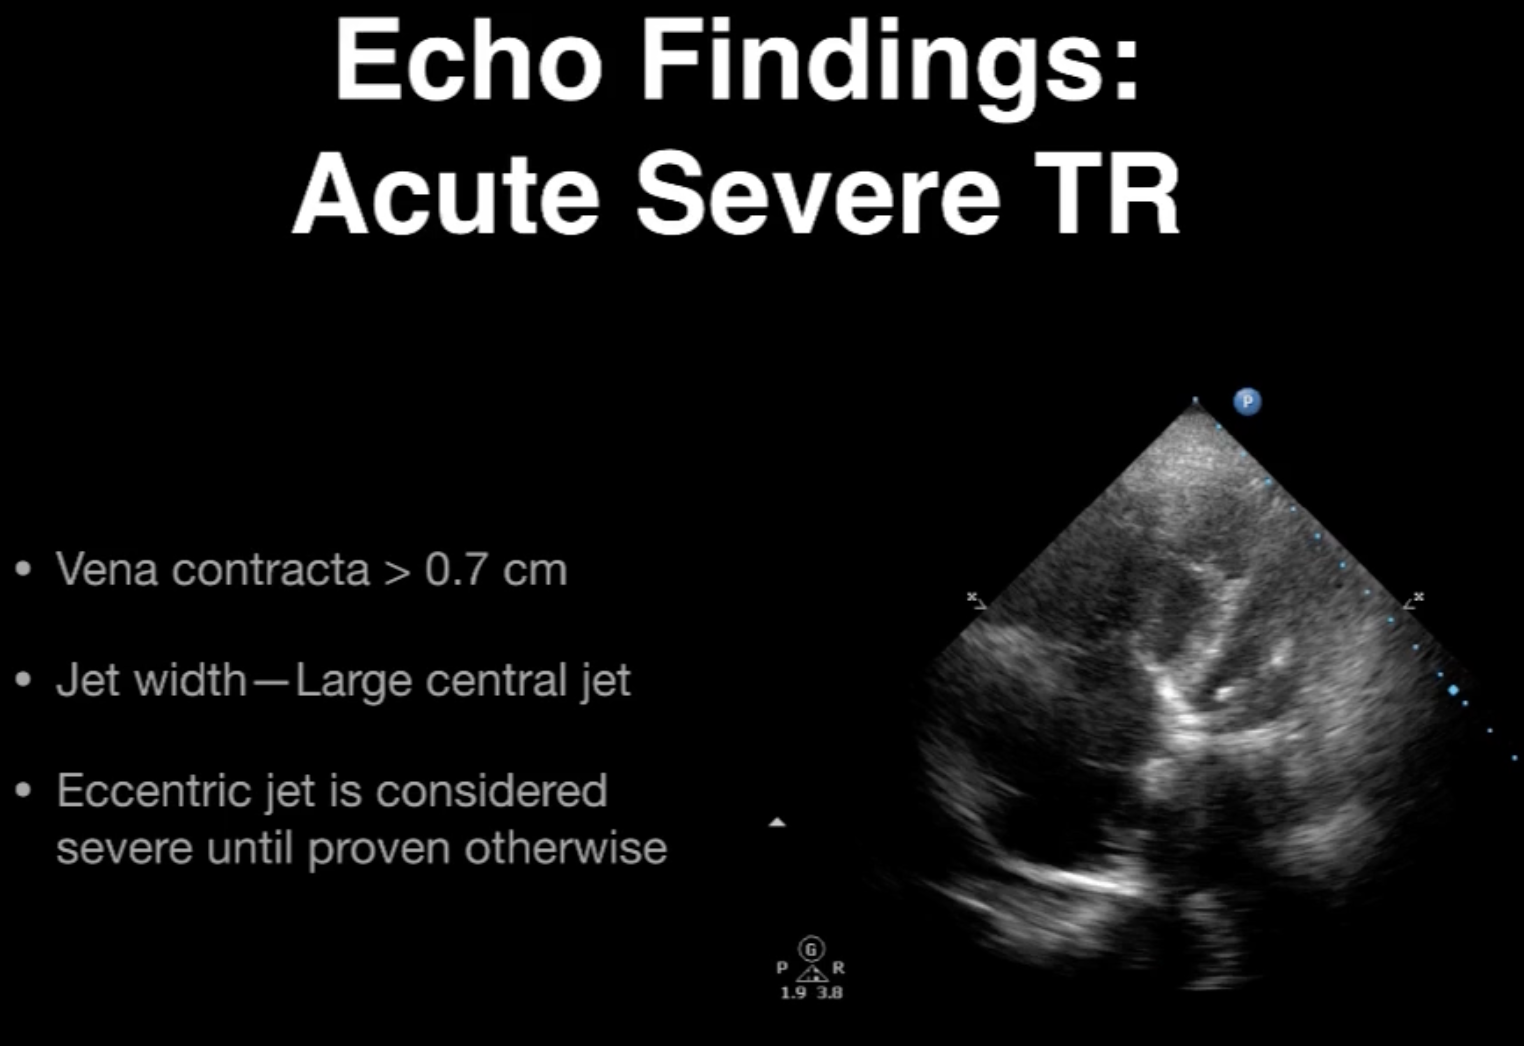 Echo Findings:
Acute Severe TR
• Vena contracta > 0.7 cm
• Jet width—Large central jet
• Eccentric jet is considered
severe until proven otherwise
P
x
x
G
P R
1.9 3.8